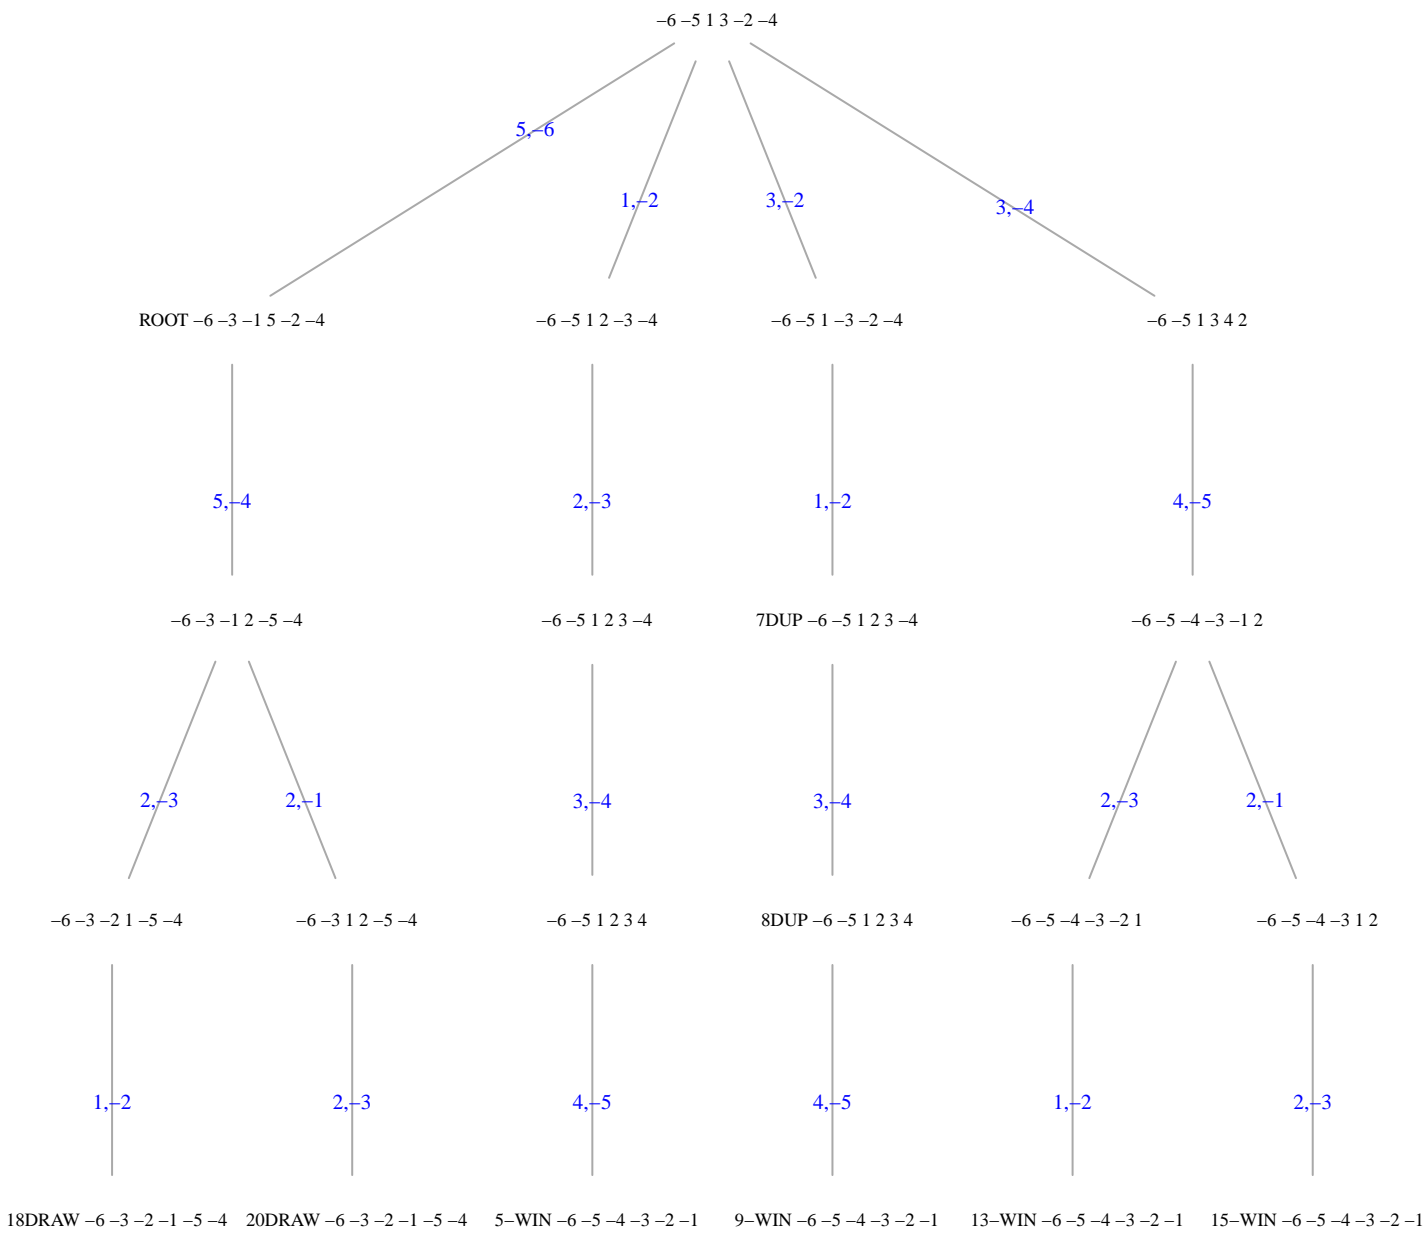 –6 –5 1 3 –2 –4
5,–6
1,–2
3,–2
3,–4
ROOT –6 –3 –1 5 –2 –4
–6 –5 1 2 –3 –4
–6 –5 1 –3 –2 –4
–6 –5 1 3 4 2
5,–4
2,–3
1,–2
4,–5
–6 –3 –1 2 –5 –4
–6 –5 1 2 3 –4
7DUP –6 –5 1 2 3 –4
–6 –5 –4 –3 –1 2
2,–3
2,–1
3,–4
3,–4
2,–3
2,–1
–6 –3 –2 1 –5 –4
–6 –3 1 2 –5 –4
–6 –5 1 2 3 4
8DUP –6 –5 1 2 3 4
–6 –5 –4 –3 –2 1
–6 –5 –4 –3 1 2
1,–2
2,–3
4,–5
4,–5
1,–2
2,–3
18DRAW –6 –3 –2 –1 –5 –4
20DRAW –6 –3 –2 –1 –5 –4
5–WIN –6 –5 –4 –3 –2 –1
9–WIN –6 –5 –4 –3 –2 –1
13–WIN –6 –5 –4 –3 –2 –1
15–WIN –6 –5 –4 –3 –2 –1